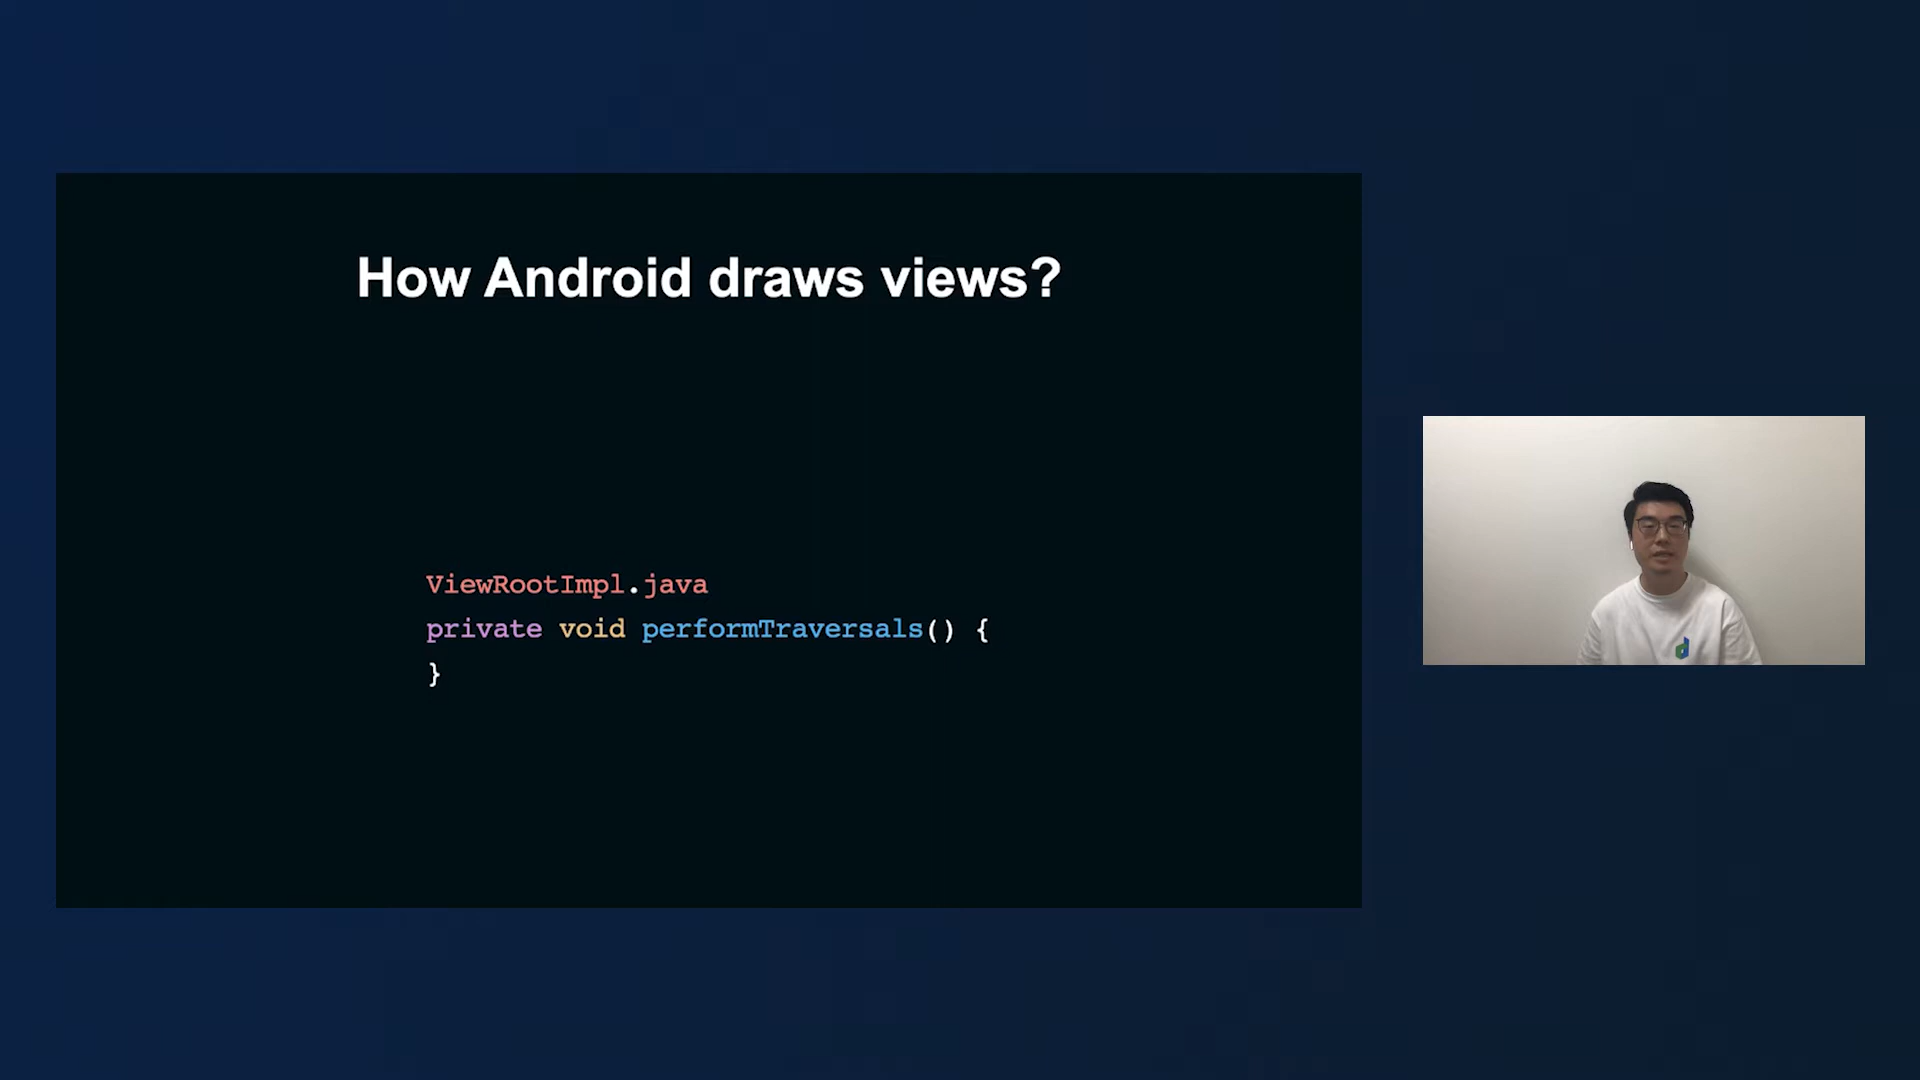 How Android draws views?
ViewRootImpl.java
private void performTraversals() {
}